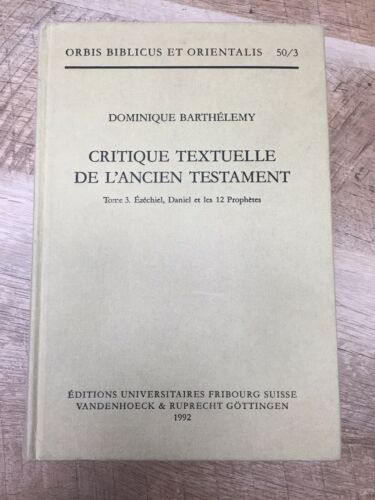 ORBIS BIBLICUS ET ORIENTALIS 50/3
DOMINIQUE BARTHÉLEMY
CRITIQUE TEXTUELLE
DE L'ANCIEN TESTAMENT
Tome 3. Ézéchiel, Daniel et les 12 Prophètes
ÉDITIONS UNIVERSITAIRES FRIBOURG SUISSE
VANDENHOECK & RUPRECHT GÖTTINGEN
1992